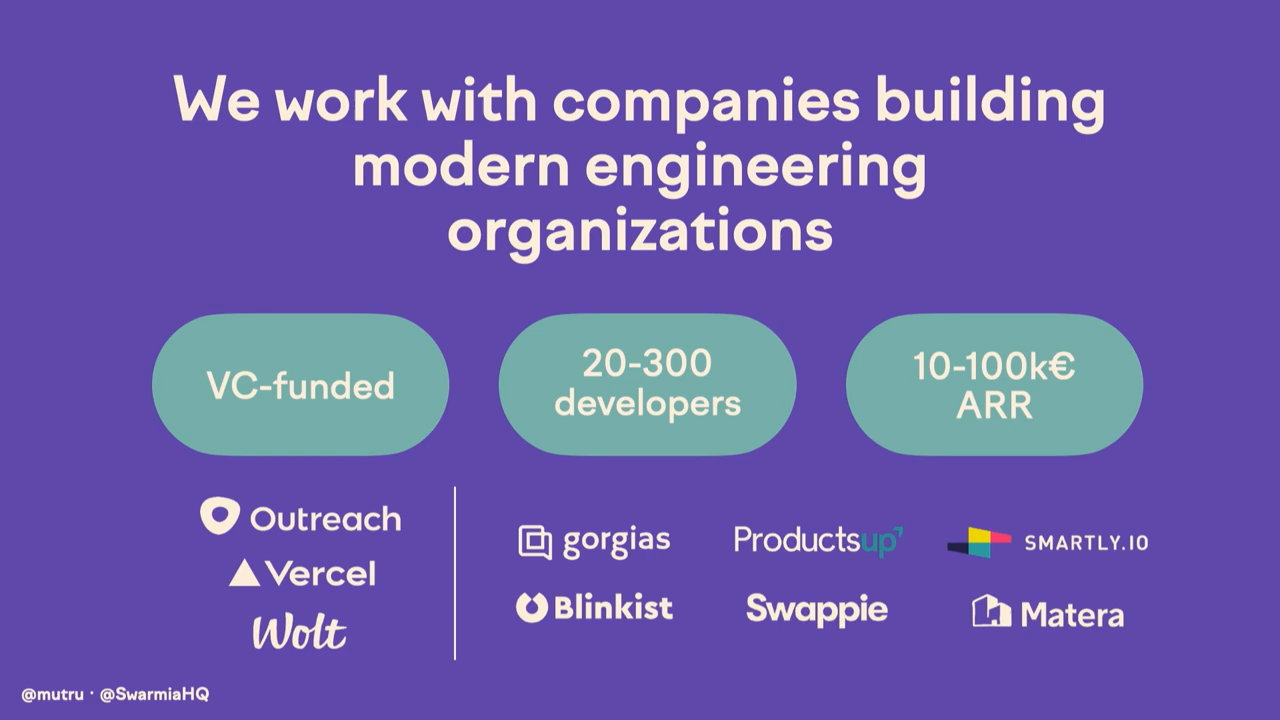 We work with companies building
modern engineering
organizations
VC-funded
20-300
developers
10-100k€
ARR
Outreach
Vercel
Wolt
gorgias
Productsup
SMARTLY.IO
Blinkist
Swappie
Matera
@mutru · @SwarmiaHQ